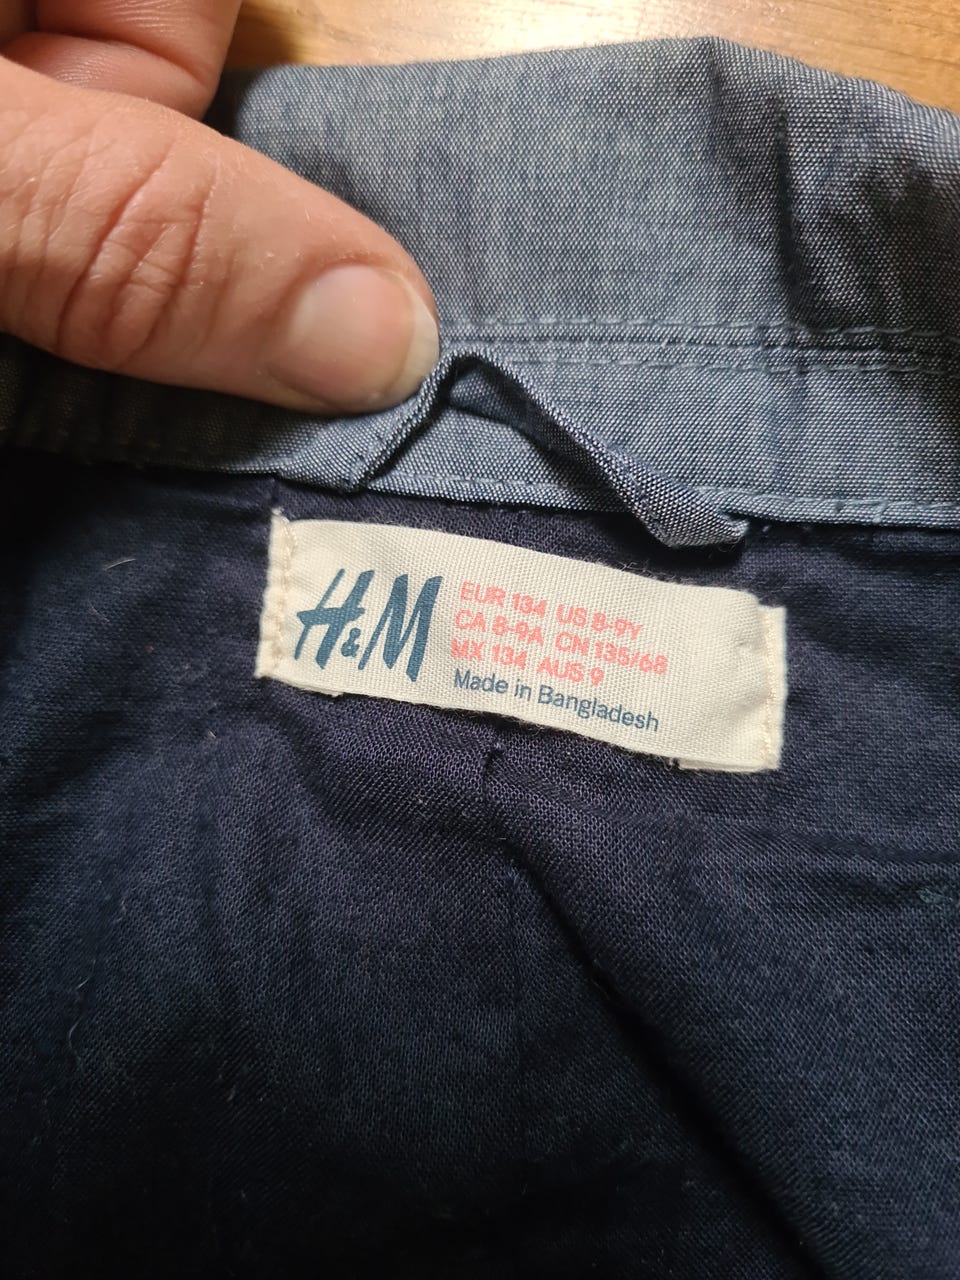 H&M
EUR 134 US 8-9Y
CA 8-9A CN 135/68
MX 134 AUS 9
Made in Bangladesh